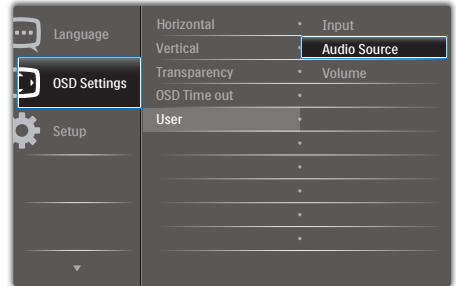 Language
OSD Settings
Setup
Horizontal
Vertical
Transparency
OSD Time out
User
Input
Audio Source
Volume